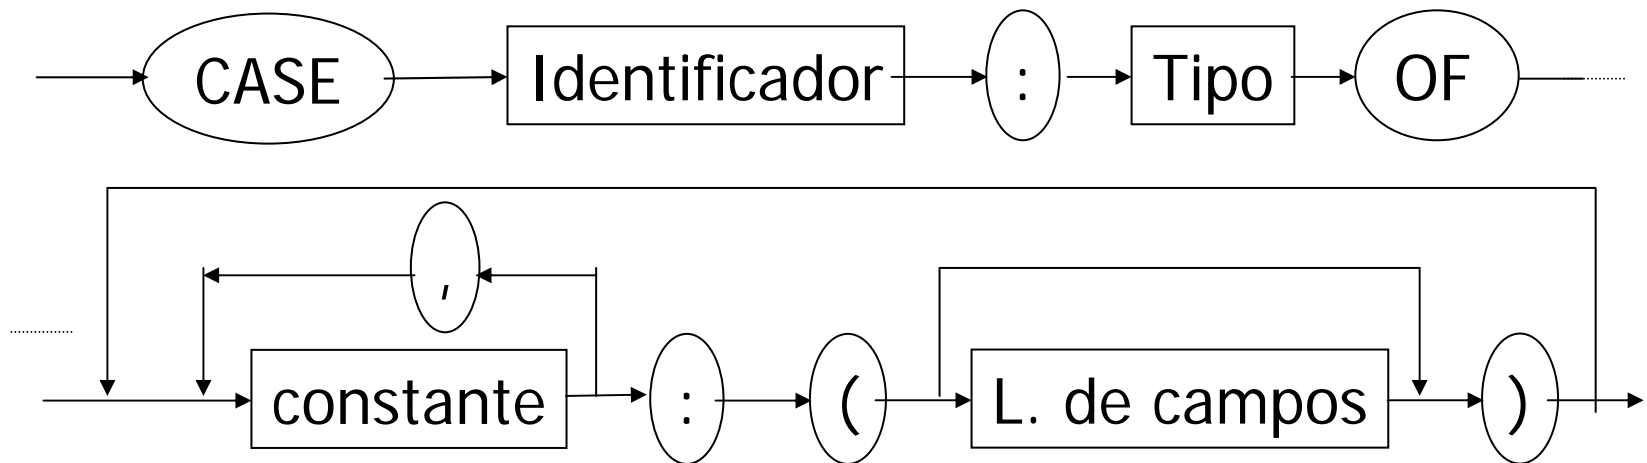 CASE Identificador : Tipo OF
,
constante : ( L. de campos )